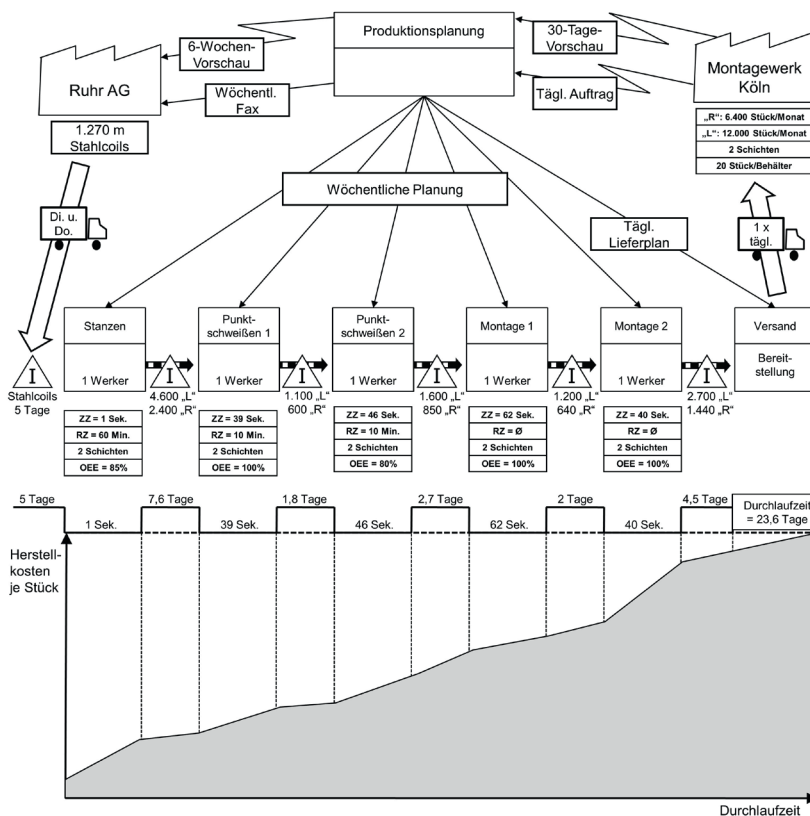 Produktionsplanung
6-Wochen-
Vorschau
30-Tage-
Vorschau
Ruhr AG
Montagewerk
Köln
Wöchentl.
Fax
Tägl. Auftrag
1.270 m
Stahlcoils
„R“: 6.400 Stück/Monat
„L“: 12.000 Stück/Monat
2 Schichten
20 Stück/Behälter
Wöchentliche Planung
Di. u.
Do.
Tägl.
Lieferplan
1 x
tägl.
Stanzen
1 Werker
Punkt-
schweißen 1
1 Werker
Punkt-
schweißen 2
1 Werker
Montage 1
1 Werker
Montage 2
1 Werker
Versand
Bereit-
stellung
I
I
I
I
I
I
Stahlcoils
5 Tage
4.600 „L“
2.400 „R“
1.100 „L“
600 „R“
1.600 „L“
850 „R“
1.200 „L“
640 „R“
2.700 „L“
1.440 „R“
ZZ = 1 Sek.
RZ = 60 Min.
2 Schichten
OEE = 85%
ZZ = 39 Sek.
RZ = 10 Min.
2 Schichten
OEE = 100%
ZZ = 46 Sek.
RZ = 10 Min.
2 Schichten
OEE = 80%
ZZ = 62 Sek.
RZ = Ø
2 Schichten
OEE = 100%
ZZ = 40 Sek.
RZ = Ø
2 Schichten
OEE = 100%
5 Tage
7,6 Tage
1,8 Tage
2,7 Tage
2 Tage
4,5 Tage
Durchlaufzeit
= 23,6 Tage
1 Sek.
39 Sek.
46 Sek.
62 Sek.
40 Sek.
Herstell-
kosten
je Stück
Durchlaufzeit